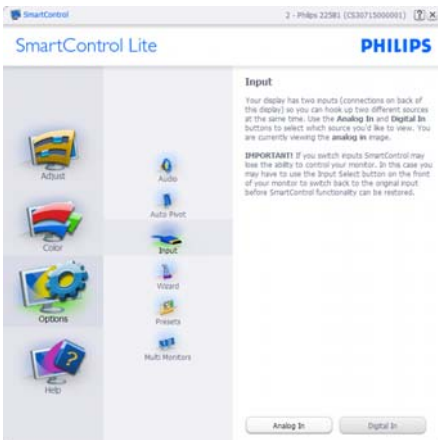 SmartControl
2 - Philips 225B1 (CS30715000001)
SmartControl Lite
PHILIPS
Adjust
Color
Options
Help
Audio
Auto Pivot
Input
Wizard
Presets
Multi Monitors
Input
Your display has two inputs (connections on back of
this display) so you can hook up two different sources
at the same time. Use the Analog In and Digital In
buttons to select which source you'd like to view. You
are currently viewing the analog in image.
IMPORTANT! If you switch inputs SmartControl may
lose the ability to control your monitor. In this case you
may have to use the Input Select button on the front
of your monitor to switch back to the original input
before SmartControl functionality can be restored.
Analog In
Digital In